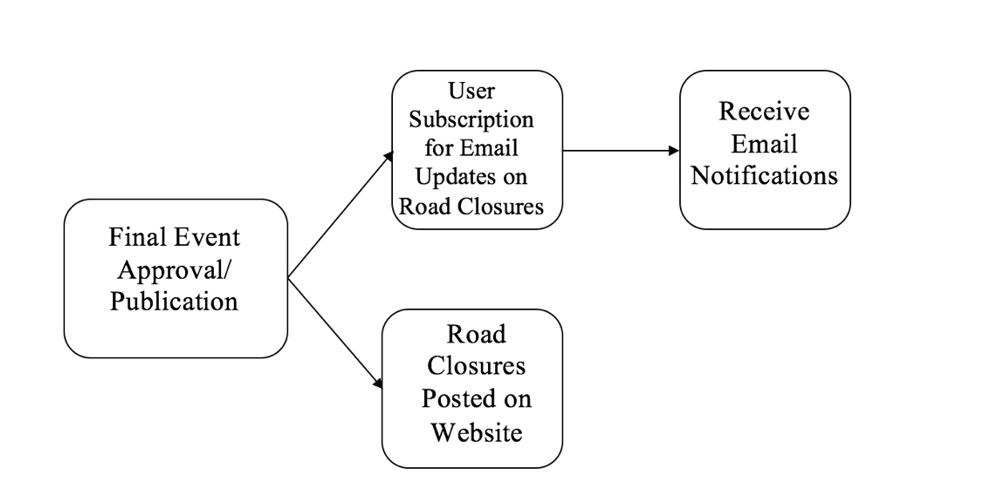 User
Subscription
for Email
Updates on
Road Closures
Receive
Email
Notifications
Final Event
Approval/
Publication
Road
Closures
Posted on
Website